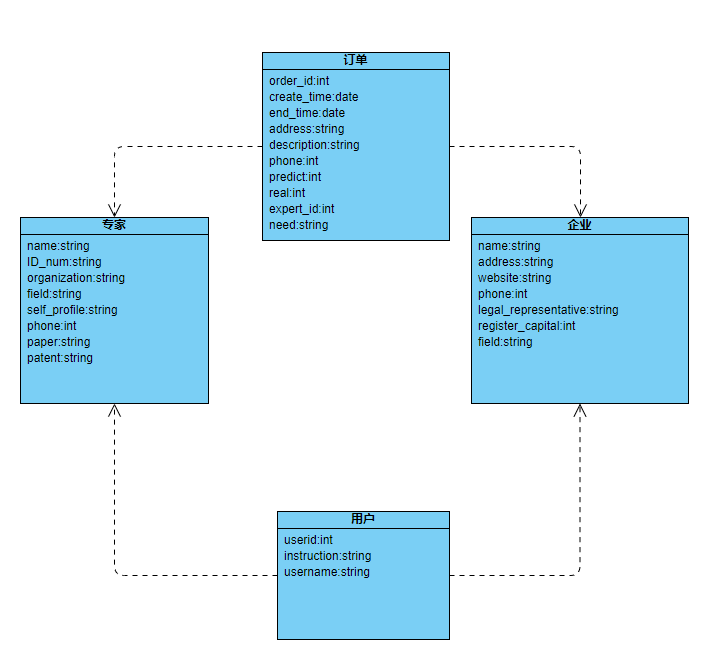 订单
order_id:int
create_time:date
end_time:date
address:string
description:string
phone:int
predict:int
real:int
expert_id:int
need:string
专家
name:string
ID_num:string
organization:string
field:string
self_profile:string
phone:int
paper:string
patent:string
企业
name:string
address:string
website:string
phone:int
legal_representative:string
register_capital:int
field:string
用户
userid:int
instruction:string
username:string